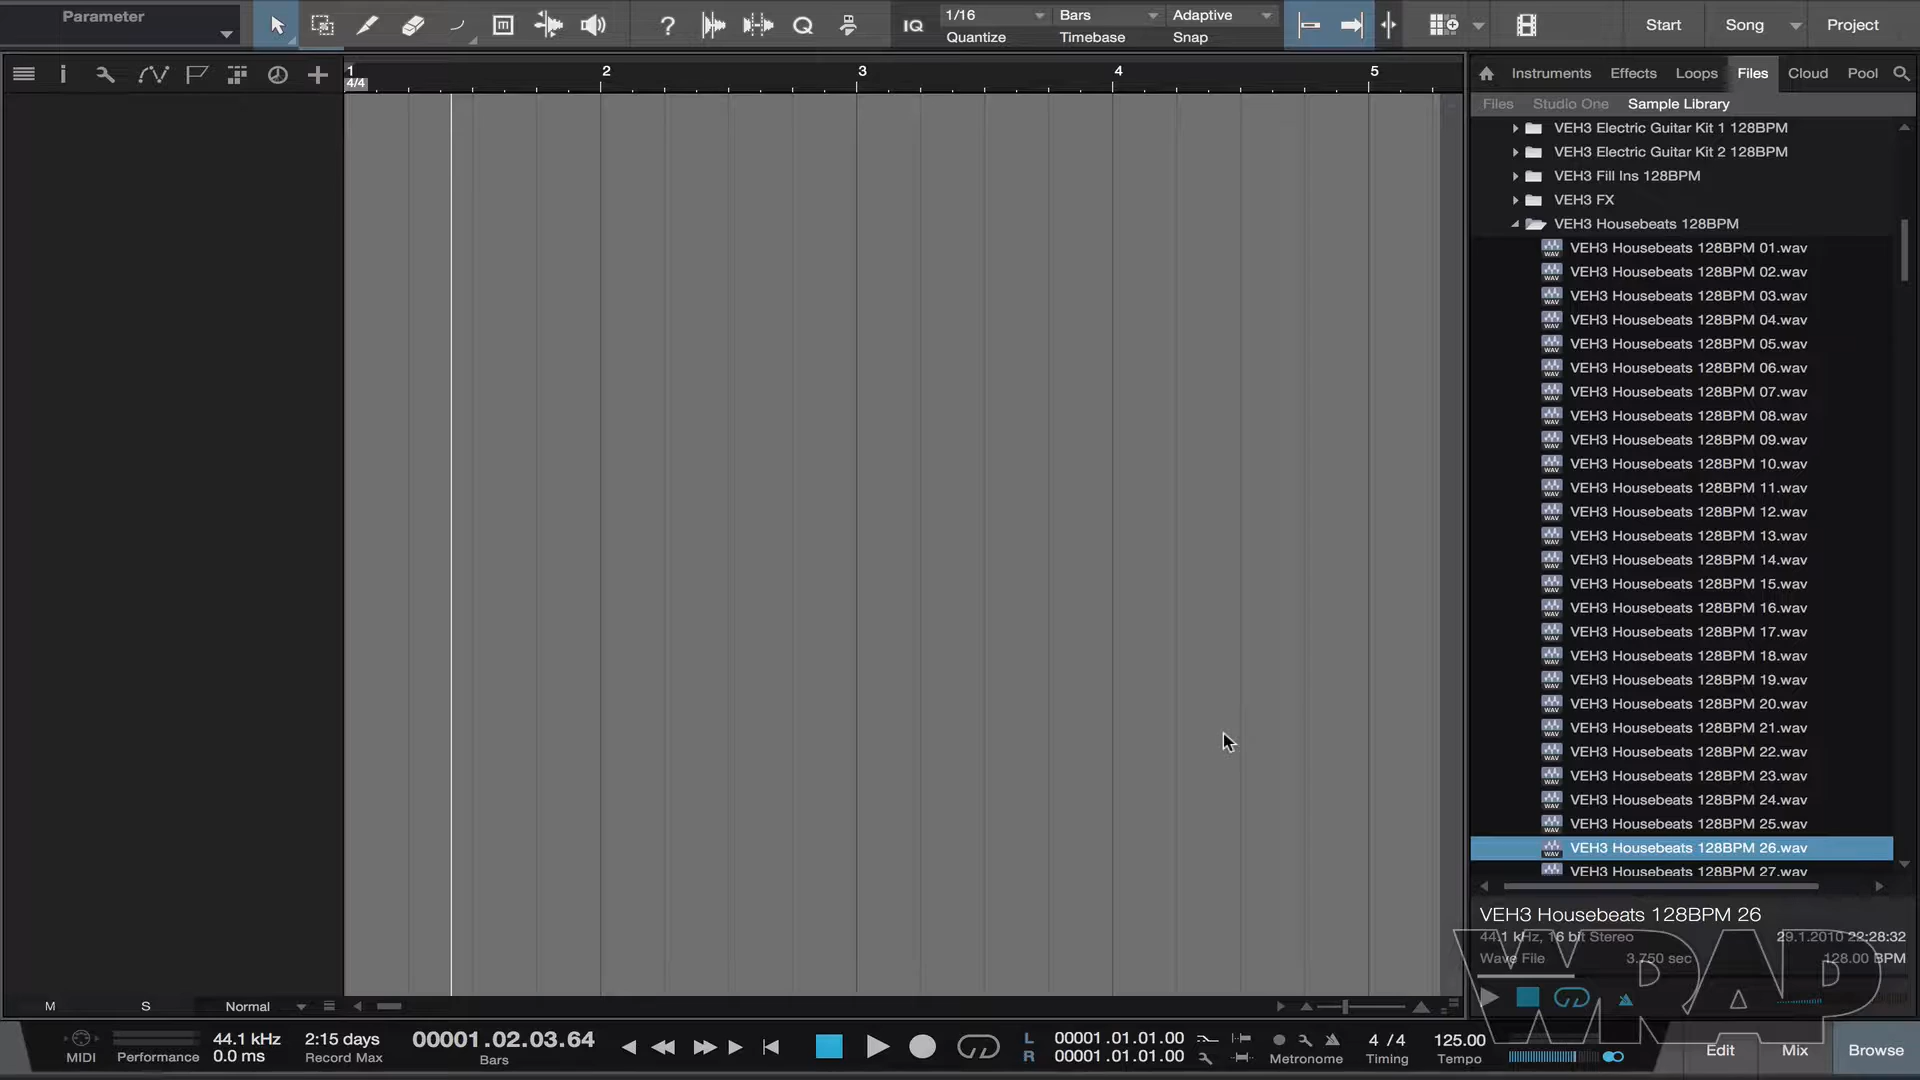 Parameter
IQ
1/16
Quantize
Bars
Timebase
Adaptive
Snap
Start
Song
Project
1
4/4
2
3
4
5
Instruments
Effects
Loops
Files
Cloud
Pool
Files
Studio One
Sample Library
VEH3 Electric Guitar Kit 1 128BPM
VEH3 Electric Guitar Kit 2 128BPM
VEH3 Fill Ins 128BPM
VEH3 FX
VEH3 Housebeats 128BPM
VEH3 Housebeats 128BPM 01.wav
VEH3 Housebeats 128BPM 02.wav
VEH3 Housebeats 128BPM 03.wav
VEH3 Housebeats 128BPM 04.wav
VEH3 Housebeats 128BPM 05.wav
VEH3 Housebeats 128BPM 06.wav
VEH3 Housebeats 128BPM 07.wav
VEH3 Housebeats 128BPM 08.wav
VEH3 Housebeats 128BPM 09.wav
VEH3 Housebeats 128BPM 10.wav
VEH3 Housebeats 128BPM 11.wav
VEH3 Housebeats 128BPM 12.wav
VEH3 Housebeats 128BPM 13.wav
VEH3 Housebeats 128BPM 14.wav
VEH3 Housebeats 128BPM 15.wav
VEH3 Housebeats 128BPM 16.wav
VEH3 Housebeats 128BPM 17.wav
VEH3 Housebeats 128BPM 18.wav
VEH3 Housebeats 128BPM 19.wav
VEH3 Housebeats 128BPM 20.wav
VEH3 Housebeats 128BPM 21.wav
VEH3 Housebeats 128BPM 22.wav
VEH3 Housebeats 128BPM 23.wav
VEH3 Housebeats 128BPM 24.wav
VEH3 Housebeats 128BPM 25.wav
VEH3 Housebeats 128BPM 26.wav
VEH3 Housebeats 128BPM 27.wav
VEH3 Housebeats 128BPM 26
44.1 kHz, 16 bit Stereo
29.1.2010 22:28:32
Wave File
3.750 sec
128.00 BPM
WRAP
M
S
Normal
MIDI
Performance
44.1 kHz
0.0 ms
2:15 days
Record Max
00001.02.03.64
Bars
L 00001.01.01.00
R 00001.01.01.00
Metronome
4 / 4
Timing
125.00
Tempo
Edit
Mix
Browse